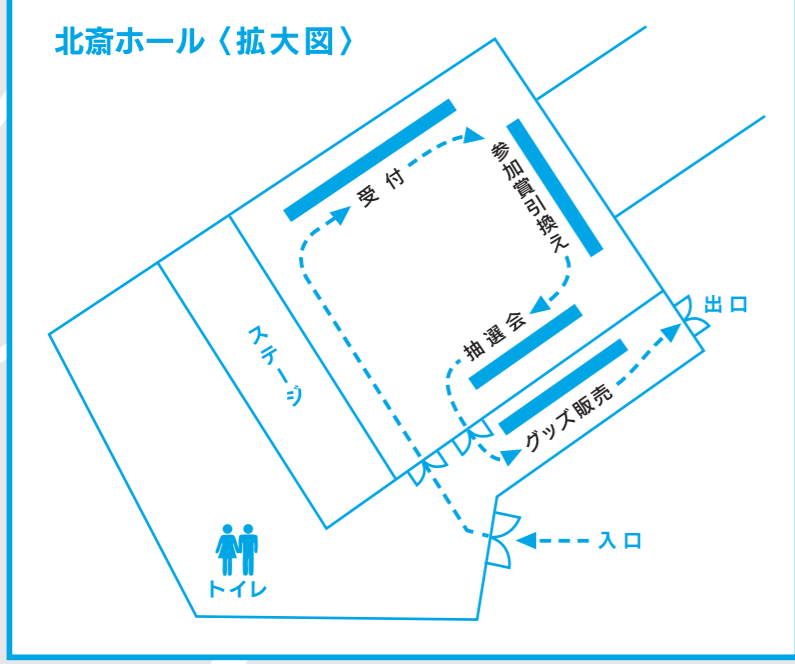 北斎ホール〈拡大図〉
受付
参加賞引換え
ステージ
抽選会
グッズ販売
出口
入口
トイレ